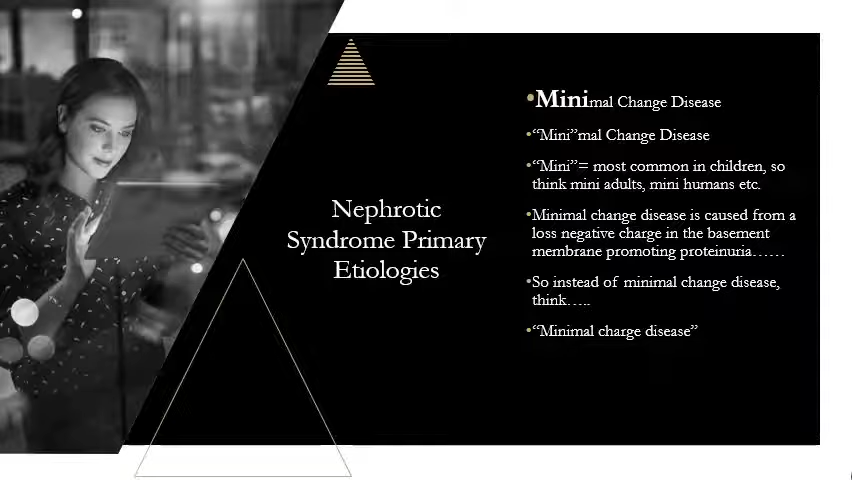 Nephrotic
Syndrome Primary
Etiologies
•Minimal Change Disease
•“Mini”mal Change Disease
•“Mini”= most common in children, so
think mini adults, mini humans etc.
•Minimal change disease is caused from a
loss negative charge in the basement
membrane promoting proteinuria……
•So instead of minimal change disease,
think…..
•“Minimal charge disease”